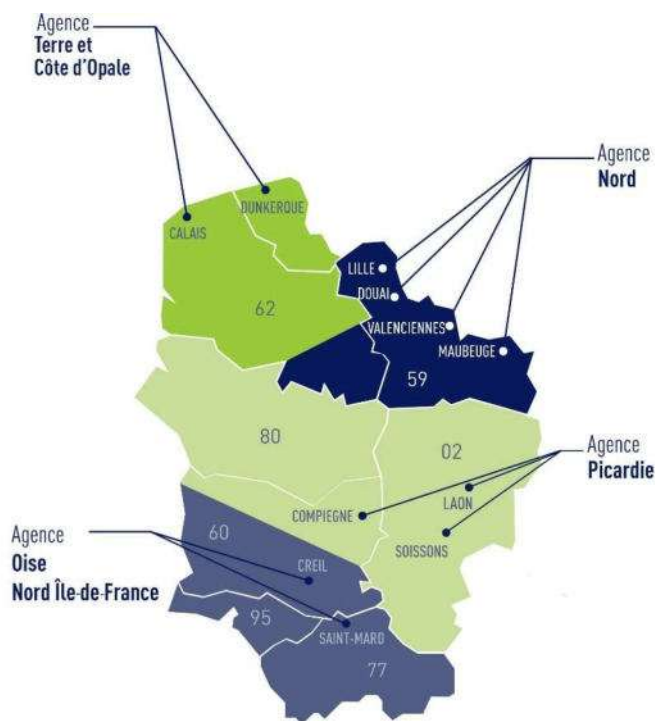 Agence
Terre et
Côte d'Opale
Agence
Nord
DUNKERQUE
CALAIS
LILLE
DOUAI
VALENCIENNES
MAUBEUGE
62
59
80
02
Agence
Picardie
LAON
COMPIEGNE
SOISSONS
Agence
Oise
Nord Île-de-France
60
CREIL
95
SAINT-MARD
77